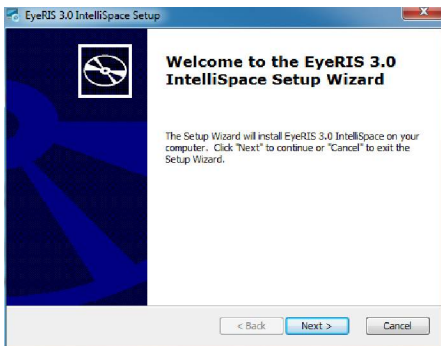 EyeRIS 3.0 IntelliSpace Setup
Welcome to the EyeRIS 3.0
IntelliSpace Setup Wizard
The Setup Wizard will install EyeRIS 3.0 IntelliSpace on your
computer. Click "Next" to continue or "Cancel" to exit the
Setup Wizard.
< Back Next > Cancel